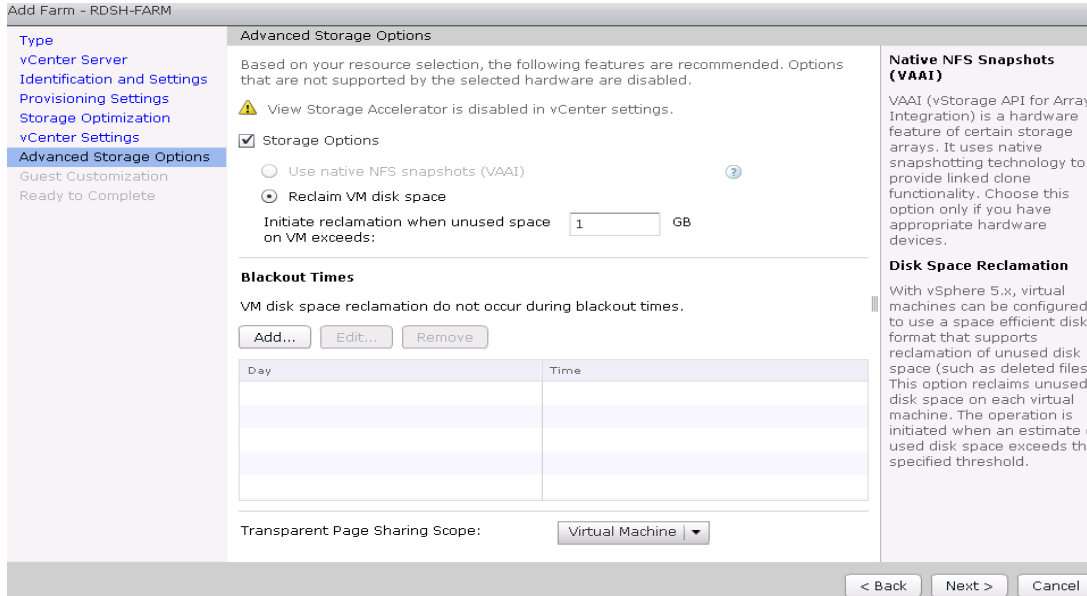 Add Farm - RDSH-FARM
Type
vCenter Server
Identification and Settings
Provisioning Settings
Storage Optimization
vCenter Settings
Advanced Storage Options
Guest Customization
Ready to Complete
Advanced Storage Options
Based on your resource selection, the following features are recommended. Options
that are not supported by the selected hardware are disabled.
View Storage Accelerator is disabled in vCenter settings.
Storage Options
Use native NFS snapshots (VAAI)
?
Reclaim VM disk space
Initiate reclamation when unused space
on VM exceeds:
1 GB
Blackout Times
VM disk space reclamation do not occur during blackout times.
Add... Edit... Remove
Day Time
Transparent Page Sharing Scope: Virtual Machine
Native NFS Snapshots
(VAAI)
VAAI (vStorage API for Array
Integration) is a hardware
feature of certain storage
arrays. It uses native
snapshotting technology to
provide linked clone
functionality. Choose this
option only if you have
appropriate hardware
devices.
Disk Space Reclamation
With vSphere 5.x, virtual
machines can be configured
to use a space efficient disk
format that supports
reclamation of unused disk
space (such as deleted files
This option reclaims unused
disk space on each virtual
machine. The operation is
initiated when an estimate
used disk space exceeds th
specified threshold.
< Back Next > Cancel